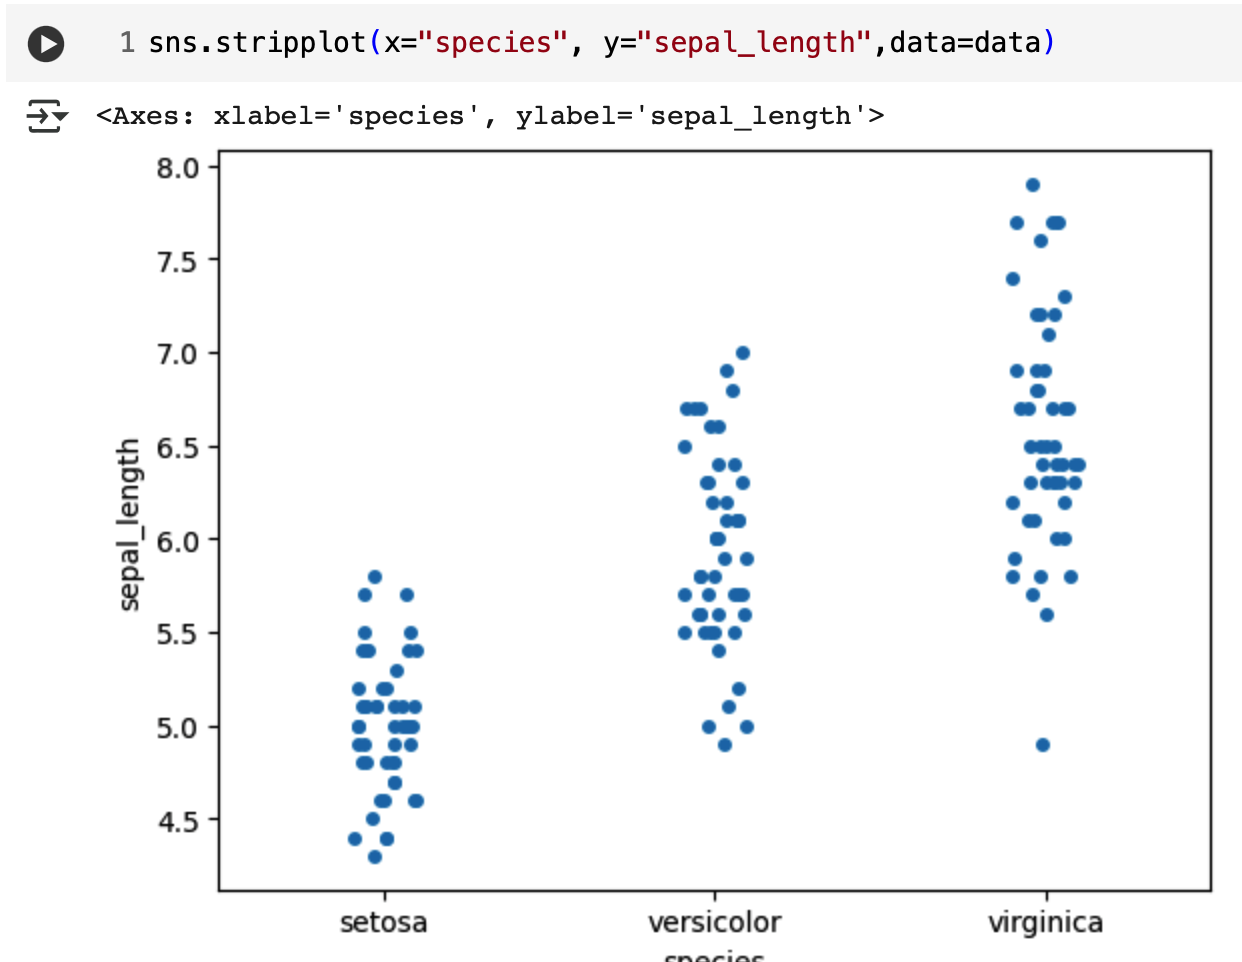 1 sns.stripplot(x="species", y="sepal_length",data=data)
<Axes: xlabel='species', ylabel='sepal_length'>
8.0
7.5
7.0
6.5
6.0
5.5
5.0
4.5
sepal_length
setosa versicolor virginica
species